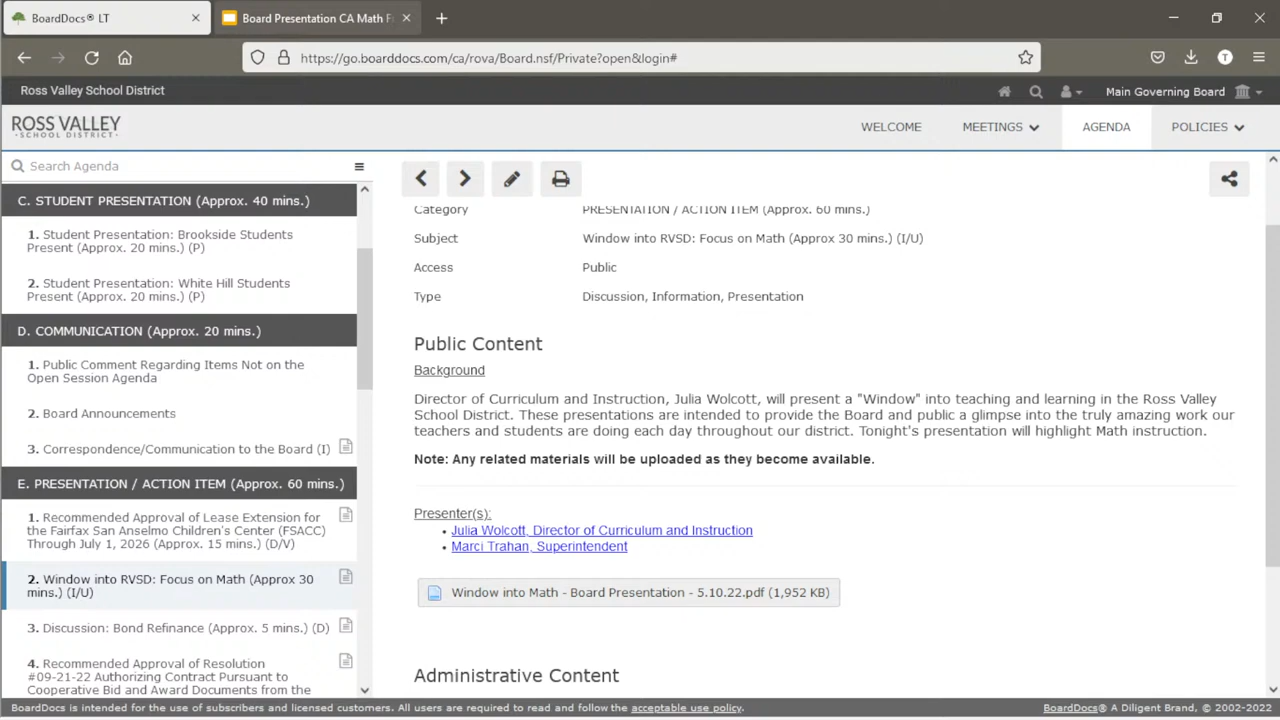 BoardDocs® LT
Board Presentation CA Math F
https://go.boarddocs.com/ca/rova/Board.nsf/Private?open&login#
T
Ross Valley School District
Main Governing Board
ROSS VALLEY
·SCHOOL DISTRICT·
WELCOME
MEETINGS
AGENDA
POLICIES
Search Agenda
C. STUDENT PRESENTATION (Approx. 40 mins.)
1. Student Presentation: Brookside Students
Present (Approx. 20 mins.) (P)
2. Student Presentation: White Hill Students
Present (Approx. 20 mins.) (P)
D. COMMUNICATION (Approx. 20 mins.)
1. Public Comment Regarding Items Not on the
Open Session Agenda
2. Board Announcements
3. Correspondence/Communication to the Board (I)
E. PRESENTATION / ACTION ITEM (Approx. 60 mins.)
1. Recommended Approval of Lease Extension for
the Fairfax San Anselmo Children's Center (FSACC)
Through July 1, 2026 (Approx. 15 mins.) (D/V)
2. Window into RVSD: Focus on Math (Approx 30
mins.) (I/U)
3. Discussion: Bond Refinance (Approx. 5 mins.) (D)
4. Recommended Approval of Resolution
#09-21-22 Authorizing Contract Pursuant to
Cooperative Bid and Award Documents from the
Category PRESENTATION / ACTION ITEM (Approx. 60 mins.)
Subject Window into RVSD: Focus on Math (Approx 30 mins.) (I/U)
Access Public
Type Discussion, Information, Presentation
Public Content
Background
Director of Curriculum and Instruction, Julia Wolcott, will present a "Window" into teaching and learning in the Ross Valley
School District. These presentations are intended to provide the Board and public a glimpse into the truly amazing work our
teachers and students are doing each day throughout our district. Tonight's presentation will highlight Math instruction.
Note: Any related materials will be uploaded as they become available.
Presenter(s):
• Julia Wolcott, Director of Curriculum and Instruction
• Marci Trahan, Superintendent
Window into Math - Board Presentation - 5.10.22.pdf (1,952 KB)
Administrative Content
BoardDocs is intended for the use of subscribers and licensed customers. All users are required to read and follow the acceptable use policy.
BoardDocs® A Diligent Brand, © 2002-2022